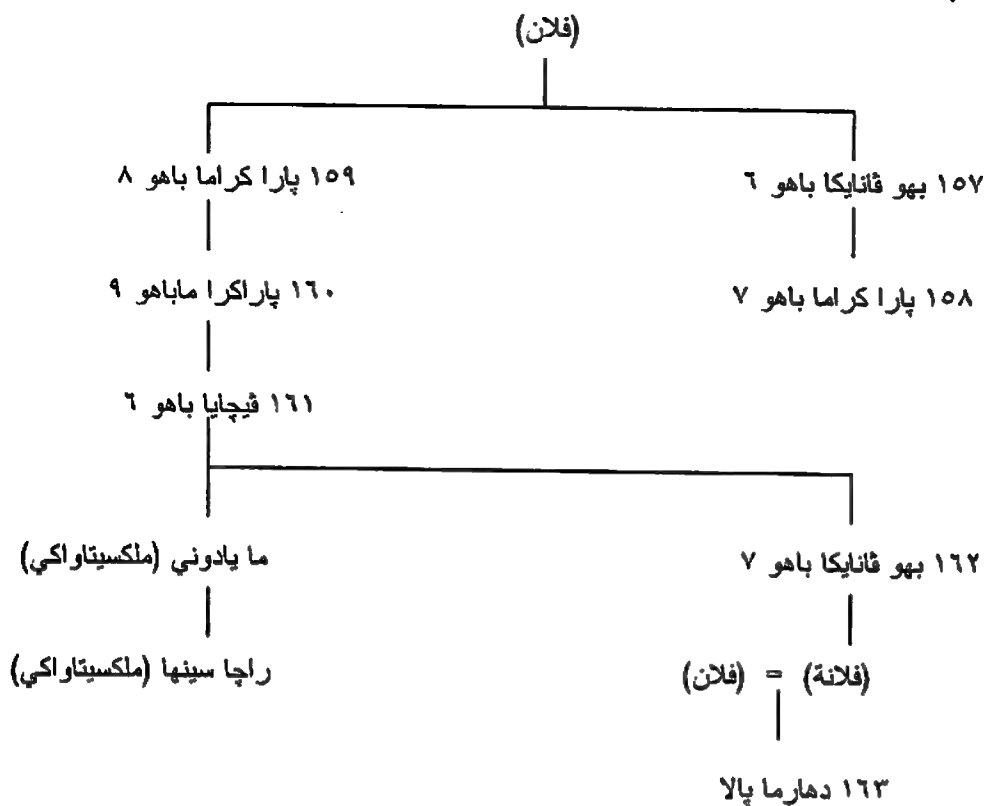 (فلان)
١٥٧ بهو ڤانايكا باهو ٦
١٥٩ پارا كراما باهو ٨
١٥٨ پارا كراما باهو ٧
١٦٠ پاراكرا ماباهو ٩
١٦١ ڤيچايا باهو ٦
١٦٢ بهو ڤانايكا باهو ٧
ما يادوني (ملكسيتاواكي)
(فلانة) = (فلان)
راچا سينها (ملكسيتاواكي)
١٦٣ دهارما پالا